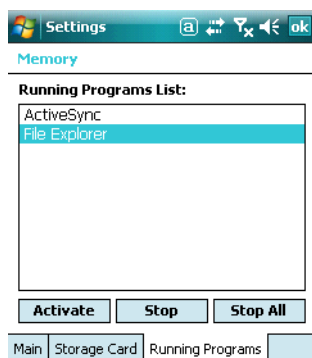 Settings a ok
Memory
Running Programs List:
ActiveSync
File Explorer
Activate Stop Stop All
Main Storage Card Running Programs